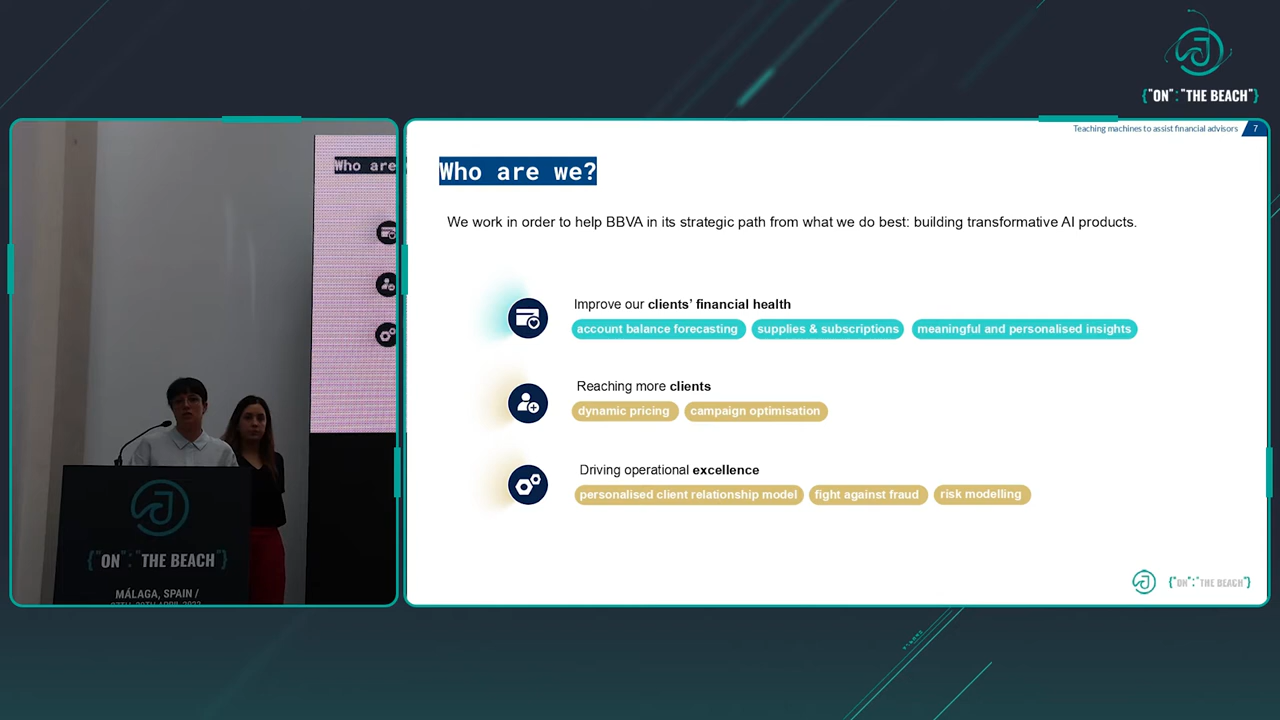 {"ON":"THE BEACH"}
Teaching machines to assist financial advisors 7
Who are we?
We work in order to help BBVA in its strategic path from what we do best: building transformative AI products.
Improve our clients' financial health
account balance forecasting supplies & subscriptions meaningful and personalised insights
Reaching more clients
dynamic pricing campaign optimisation
Driving operational excellence
personalised client relationship model fight against fraud risk modelling
{"ON":"THE BEACH"}
Who are
{"ON":"THE BEACH"}
MÁLAGA, SPAIN /